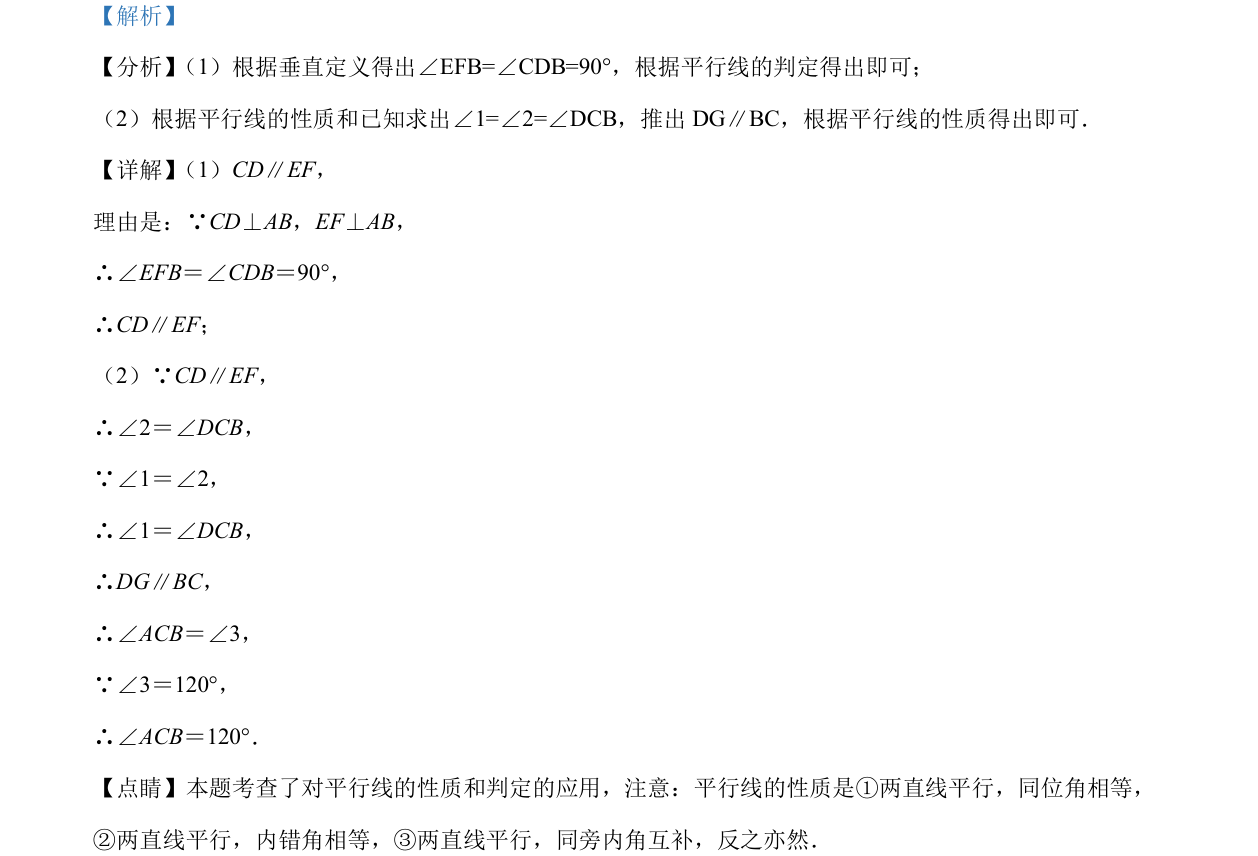 【解析】
【分析】（1）根据垂直定义得出∠EFB=∠CDB=90°，根据平行线的判定得出即可；
（2）根据平行线的性质和已知求出∠1=∠2=∠DCB，推出 DG∥BC，根据平行线的性质得出即可．
【详解】（1）CD∥EF，
理由是：∵CD⊥AB，EF⊥AB，
∴∠EFB＝∠CDB＝90°，
∴CD∥EF；
（2）∵CD∥EF，
∴∠2＝∠DCB，
∵∠1＝∠2，
∴∠1＝∠DCB，
∴DG∥BC，
∴∠ACB＝∠3，
∵∠3＝120°，
∴∠ACB＝120°．
【点睛】本题考查了对平行线的性质和判定的应用，注意：平行线的性质是①两直线平行，同位角相等，
②两直线平行，内错角相等，③两直线平行，同旁内角互补，反之亦然．